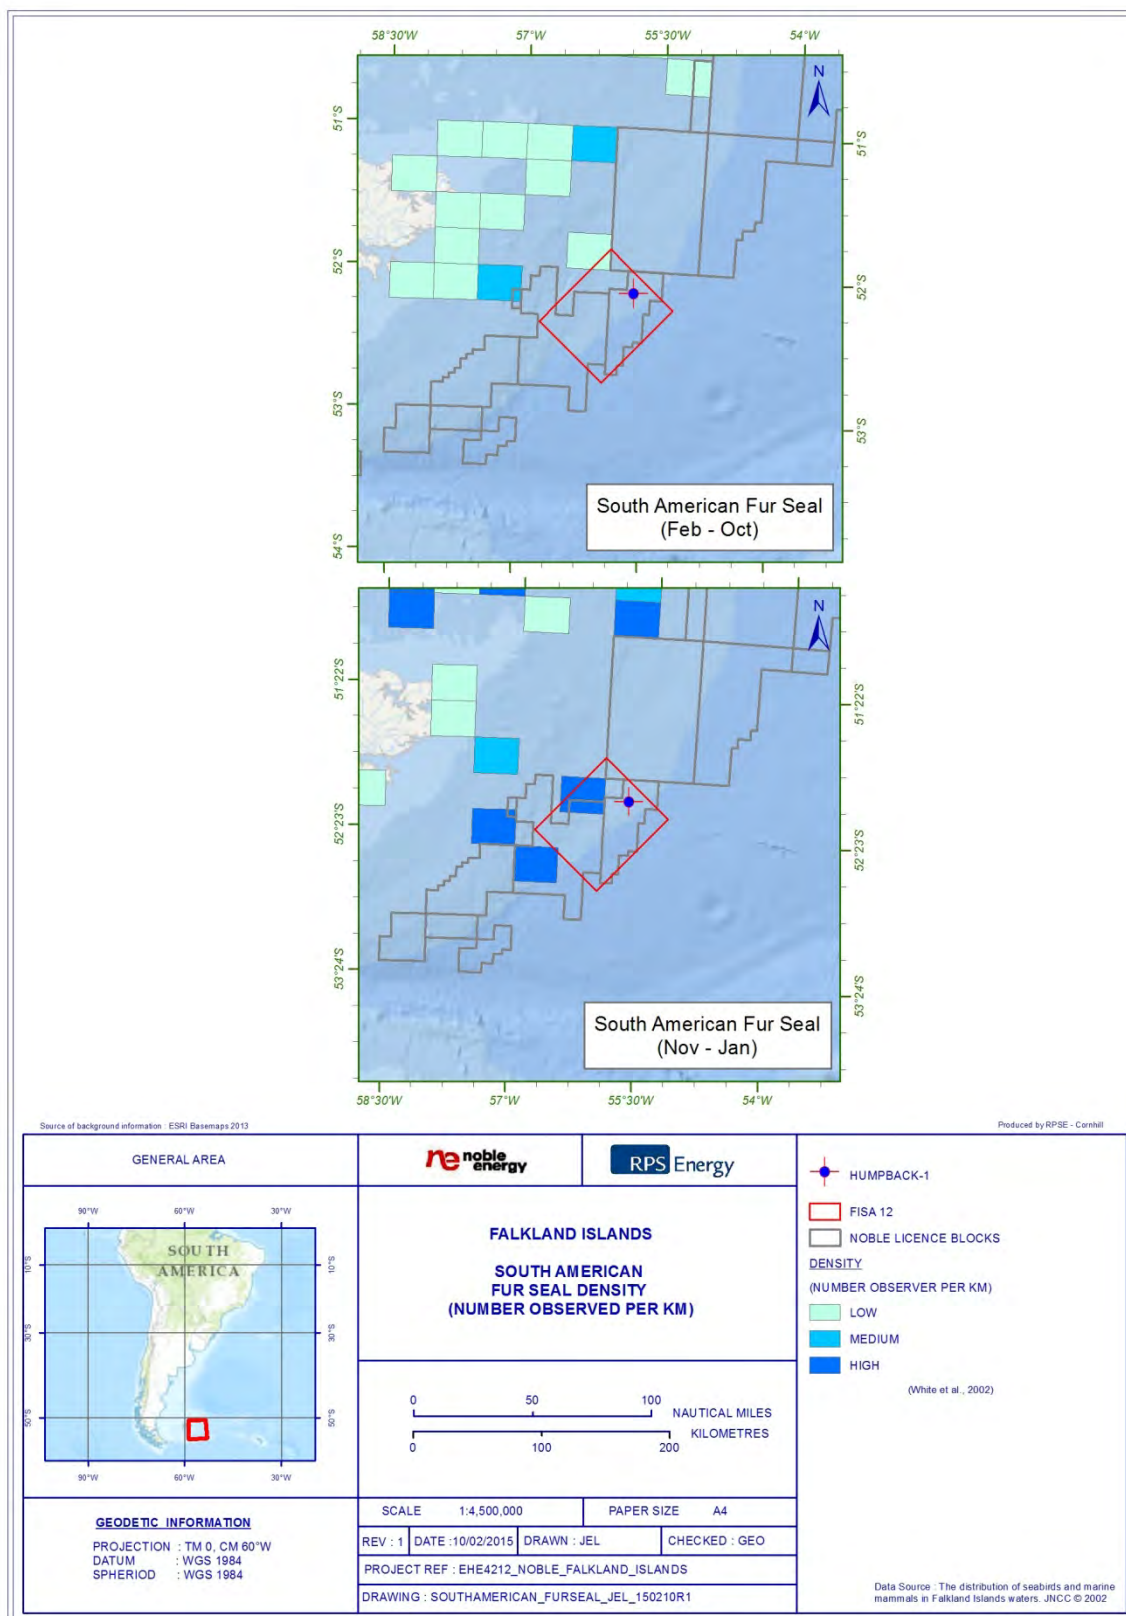 58°30'W 57°W 55°30'W 54°W
N
51°S
51°S
52°S
52°S
53°S
53°S
54°S
South American Fur Seal
(Feb - Oct)
N
51°22'S
51°22'S
52°23'S
52°23'S
53°24'S
53°24'S
South American Fur Seal
(Nov - Jan)
58°30'W 57°W 55°30'W 54°W
Source of background information : ESRI Basemaps 2013
Produced by RPSE - Cornhill
GENERAL AREA
ne noble
energy
RPS Energy
90°W 60°W 30°W
SOUTH
AMERICA
10°S
10°S
30°S
30°S
50°S
50°S
90°W 60°W 30°W
GEODETIC INFORMATION
PROJECTION : TM 0, CM 60°W
DATUM : WGS 1984
SPHERIOD : WGS 1984
FALKLAND ISLANDS
SOUTH AMERICAN
FUR SEAL DENSITY
(NUMBER OBSERVED PER KM)
0 50 100
NAUTICAL MILES
KILOMETRES
0 100 200
SCALE 1:4,500,000
PAPER SIZE A4
REV : 1 DATE :10/02/2015 DRAWN : JEL CHECKED : GEO
PROJECT REF : EHE4212_NOBLE_FALKLAND_ISLANDS
DRAWING : SOUTHAMERICAN_FURSEAL_JEL_150210R1
HUMPBACK-1
FISA 12
NOBLE LICENCE BLOCKS
DENSITY
(NUMBER OBSERVER PER KM)
LOW
MEDIUM
HIGH
(White et al., 2002)
Data Source : The distribution of seabirds and marine
mammals in Falkland Islands waters. JNCC © 2002